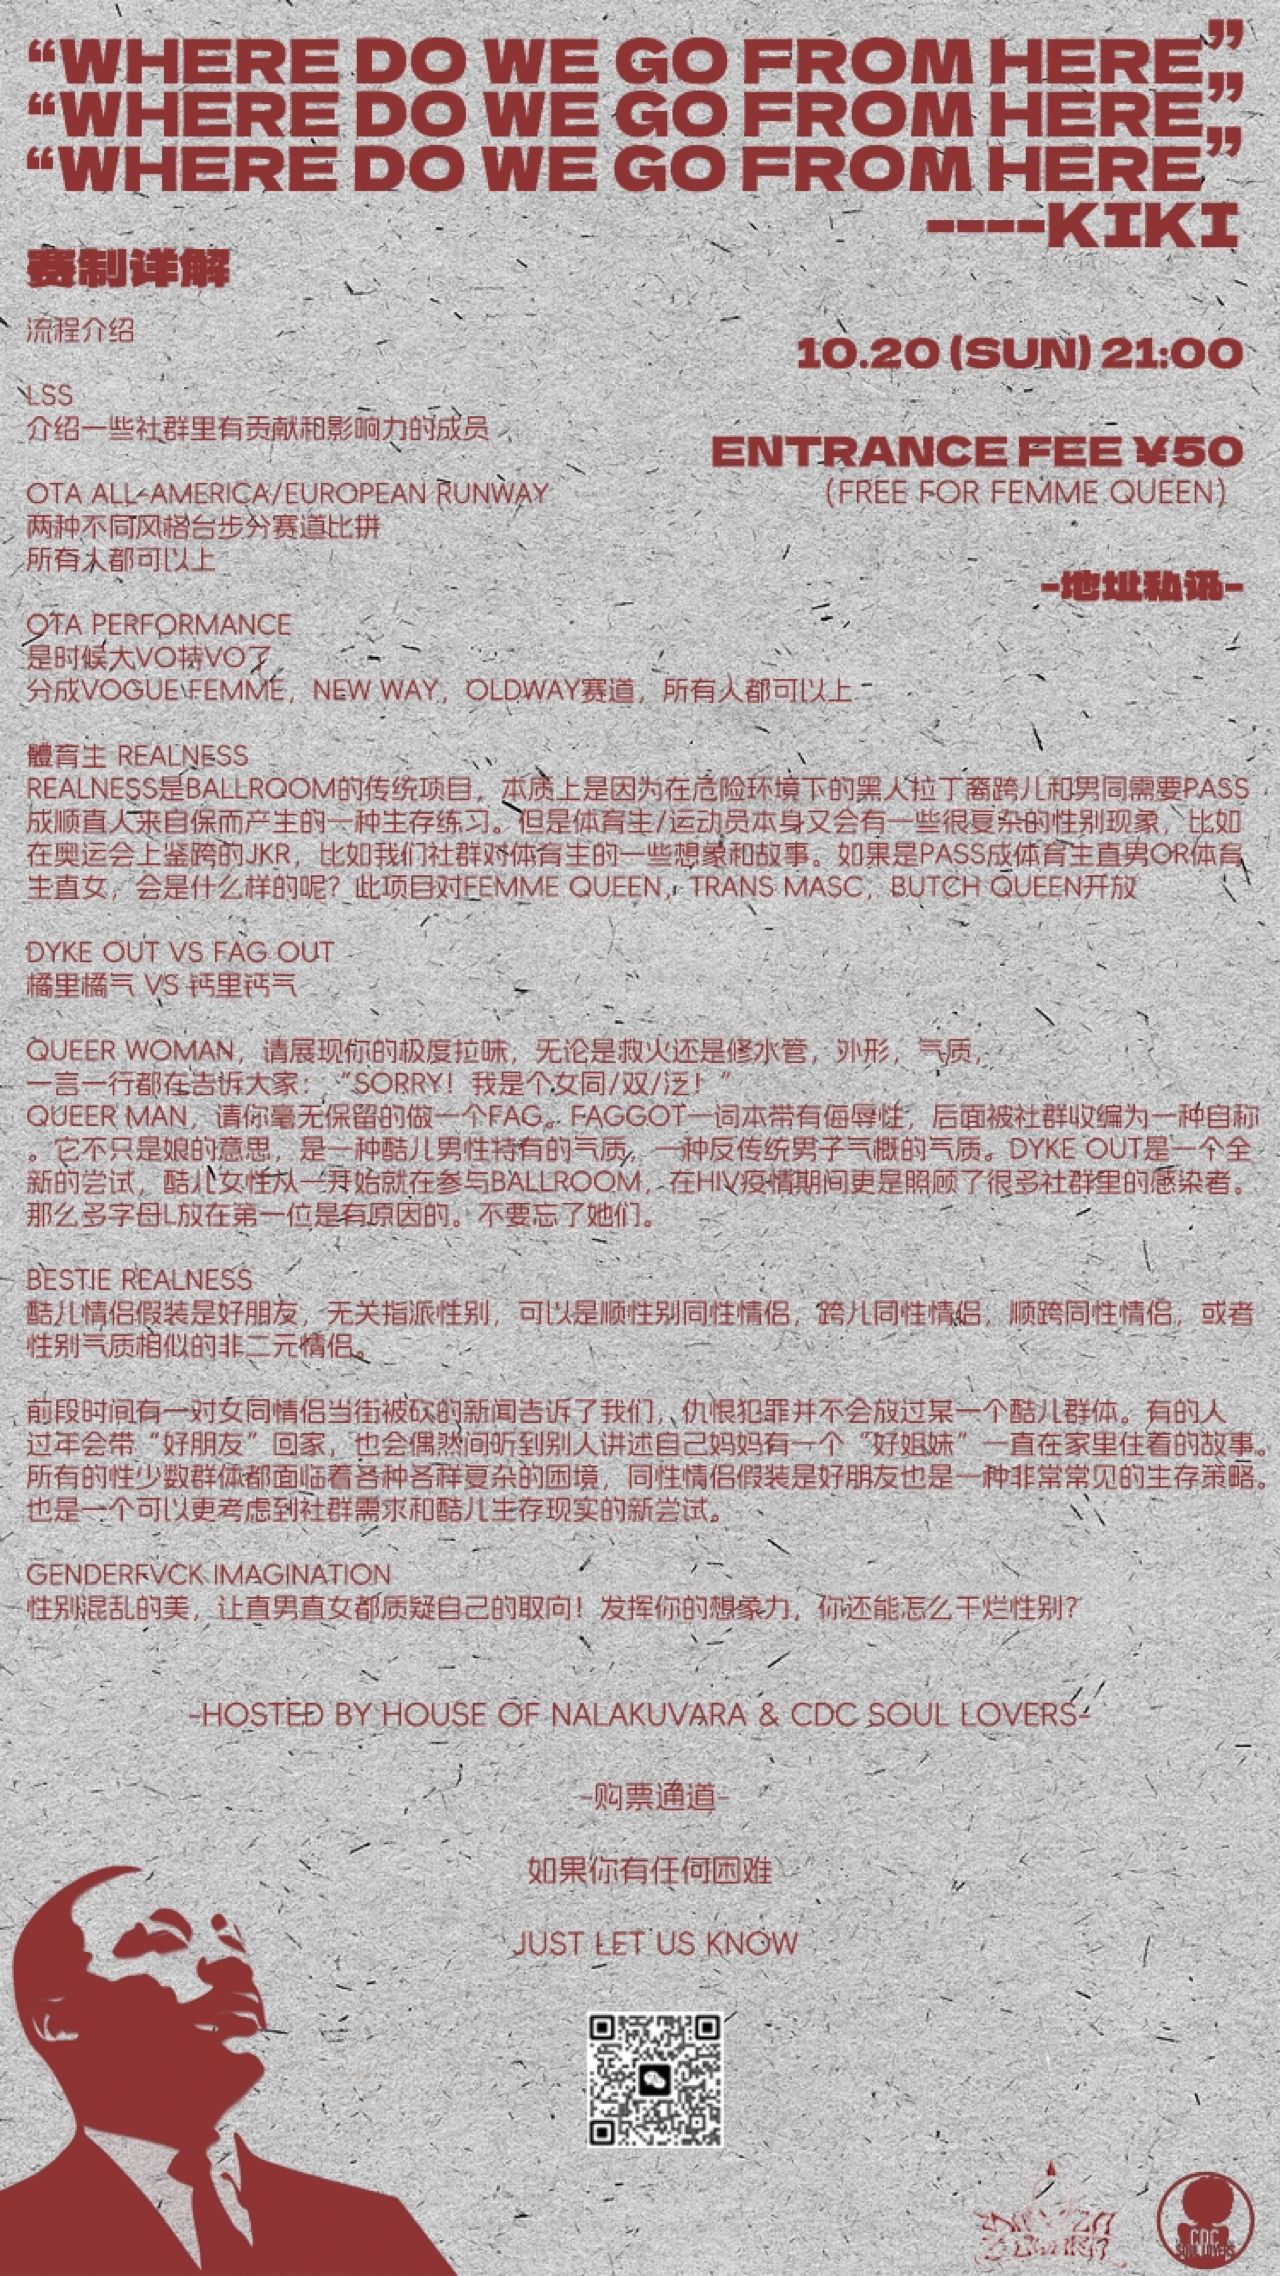 “WHERE DO WE GO FROM HERE”
“WHERE DO WE GO FROM HERE”
“WHERE DO WE GO FROM HERE”
----KIKI
赛制详解
流程介绍
10.20 (SUN) 21:00
LSS
介绍一些社群里有贡献和影响力的成员
ENTRANCE FEE ¥50
(FREE FOR FEMME QUEEN)
OTA ALL-AMERICA/EUROPEAN RUNWAY
两种不同风格台步分赛道比拼
所有人都可以上
-地址私讯-
OTA PERFORMANCE
是时候大VO特VO了
分成VOGUE FEMME，NEW WAY，OLDWAY赛道，所有人都可以上
體育生 REALNESS
REALNESS是BALLROOM的传统项目，本质上是因为在危险环境下的黑人拉丁裔跨儿和男同需要PASS
成顺直人来自保而产生的一种生存练习。但是体育生/运动员本身又会有一些很复杂的性别现象，比如
在奥运会上鉴跨的JKR，比如我们社群对体育生的一些想象和故事。如果是PASS成体育生直男OR体育
生直女，会是什么样的呢？此项目对FEMME QUEEN，TRANS MASC，BUTCH QUEEN开放
DYKE OUT VS FAG OUT
橘里橘气 VS 钙里钙气
QUEER WOMAN，请展现你的极度拉味，无论是救火还是修水管，外形，气质，
一言一行都在告诉大家：“SORRY！我是个女同/双/泛！”
QUEER MAN，请你毫无保留的做一个FAG。FAGGOT一词本带有侮辱性，后面被社群收编为一种自称
。它不只是娘的意思，是一种酷儿男性特有的气质，一种反传统男子气概的气质。DYKE OUT是一个全
新的尝试，酷儿女性从一开始就在参与BALLROOM，在HIV疫情期间更是照顾了很多社群里的感染者。
那么多字母L放在第一位是有原因的。不要忘了她们。
BESTIE REALNESS
酷儿情侣假装是好朋友，无关指派性别，可以是顺性别同性情侣，跨儿同性情侣，顺跨同性情侣，或者
性别气质相似的非二元情侣。
前段时间有一对女同情侣当街被砍的新闻告诉了我们，仇恨犯罪并不会放过某一个酷儿群体。有的人
过年会带“好朋友”回家，也会偶然间听到别人讲述自己妈妈有一个“好姐妹”一直在家里住着的故事。
所有的性少数群体都面临着各种各样复杂的困境，同性情侣假装是好朋友也是一种非常常见的生存策略。
也是一个可以更考虑到社群需求和酷儿生存现实的新尝试。
GENDERFVCK IMAGINATION
性别混乱的美，让直男直女都质疑自己的取向！发挥你的想象力，你还能怎么干烂性别？
-HOSTED BY HOUSE OF NALAKUVARA & CDC SOUL LOVERS-
-购票通道-
如果你有任何困难
JUST LET US KNOW
CDC
SOUL LOVERS